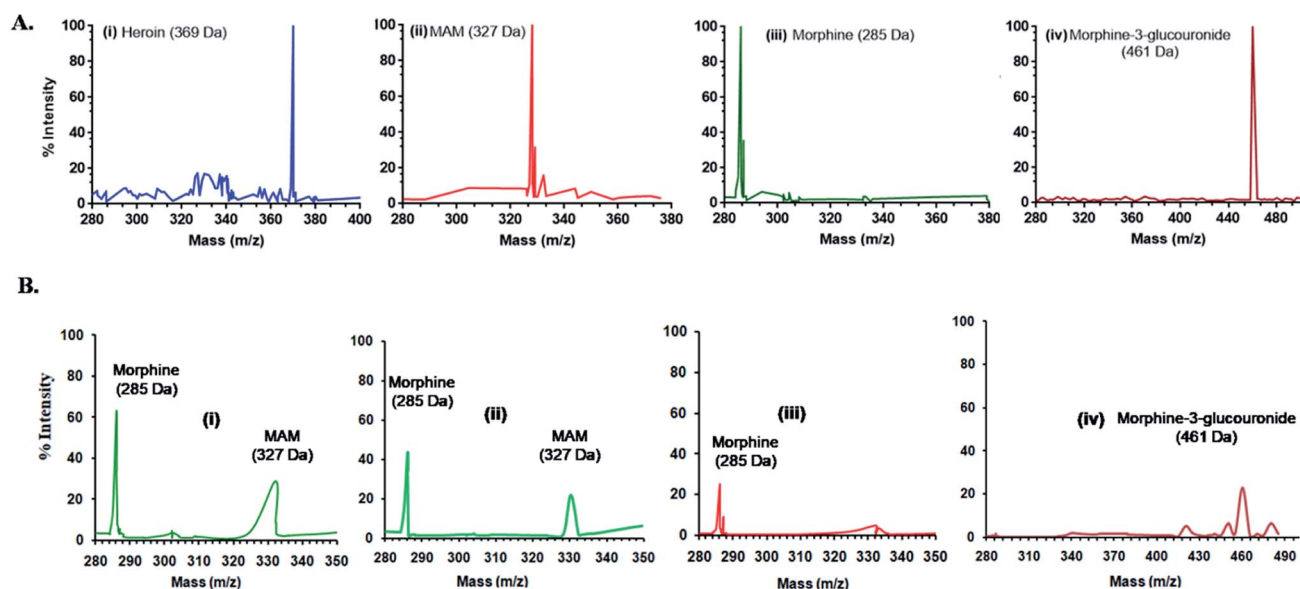 A.
(i) Heroin (369 Da)
(ii) MAM (327 Da)
(iii) Morphine (285 Da)
(iv) Morphine-3-glucouronide
(461 Da)
% Intensity
100
80
60
40
20
0
280 300 320 340 360 380 400
Mass (m/z)
100
80
60
40
20
0
280 300 320 340 360 380
Mass (m/z)
100
80
60
40
20
0
280 300 320 340 360 380
Mass (m/z)
100
80
60
40
20
0
280 320 360 400 440 480
Mass (m/z)
B.
% Intensity
100
80
60
40
20
0
Morphine
(285 Da)
(i)
MAM
(327 Da)
280 290 300 310 320 330 340 350
Mass (m/z)
100
80
60
40
20
0
Morphine
(285 Da)
(ii)
MAM
(327 Da)
280 290 300 310 320 330 340 350
Mass (m/z)
100
80
60
40
20
0
(iii)
Morphine
(285 Da)
280 290 300 310 320 330 340 350
Mass (m/z)
100
80
60
40
20
0
(iv) Morphine-3-glucouronide
(461 Da)
280 310 340 370 400 430 460 490
Mass (m/z)